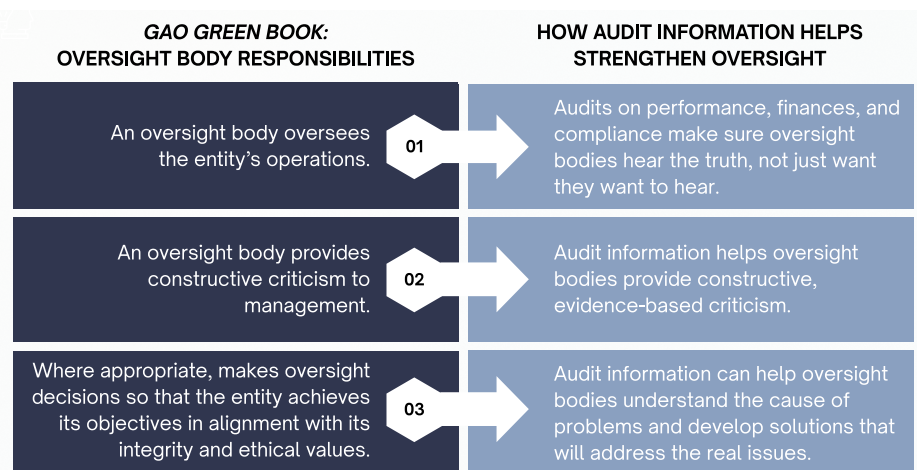 GAO GREEN BOOK:
OVERSIGHT BODY RESPONSIBILITIES
HOW AUDIT INFORMATION HELPS
STRENGTHEN OVERSIGHT
An oversight body oversees
the entity's operations.
01
Audits on performance, finances, and
compliance make sure oversight
bodies hear the truth, not just want
they want to hear.
An oversight body provides
constructive criticism to
management.
02
Audit information helps oversight
bodies provide constructive,
evidence-based criticism.
Where appropriate, makes oversight
decisions so that the entity achieves
its objectives in alignment with its
integrity and ethical values.
03
Audit information can help oversight
bodies understand the cause of
problems and develop solutions that
will address the real issues.